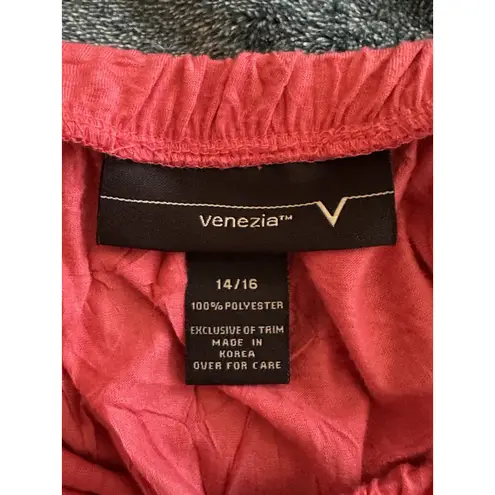 venezia™
14/16
100% POLYESTER
EXCLUSIVE OF TRIM
MADE IN
KOREA
OVER FOR CARE